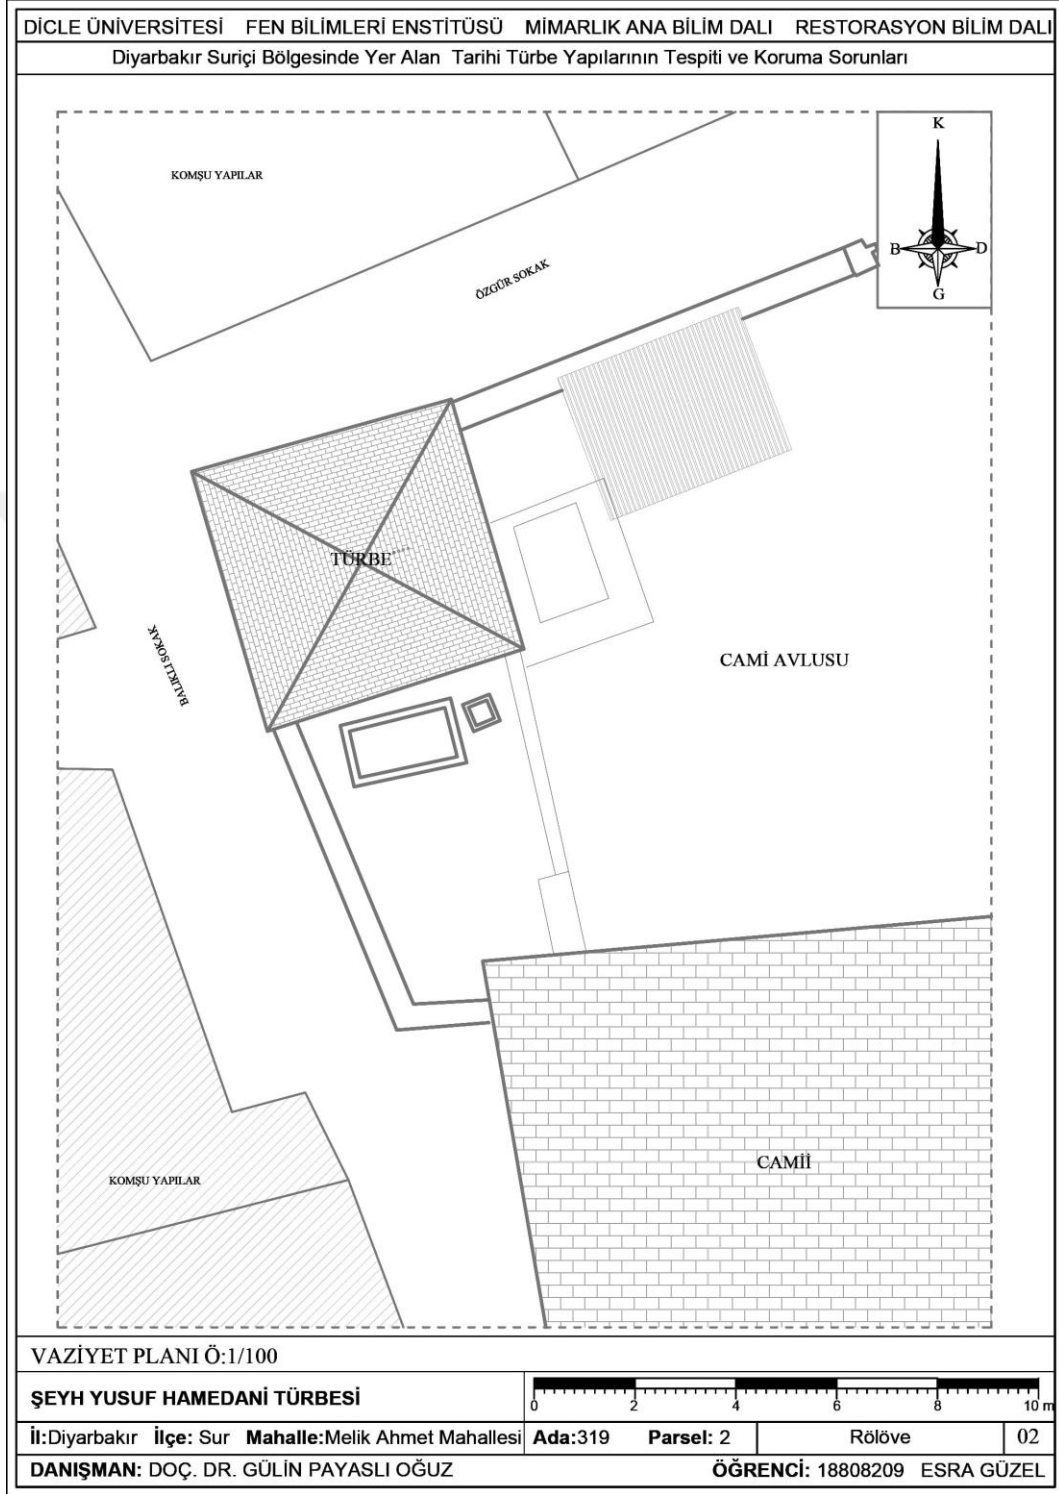 DİCLE ÜNİVERSİTESİ FEN BİLİMLERİ ENSTİTÜSÜ MİMARLIK ANA BİLİM DALI RESTORASYON BİLİM DALI
Diyarbakır Suriçi Bölgesinde Yer Alan Tarihi Türbe Yapılarının Tespiti ve Koruma Sorunları
K
KOMŞU YAPILAR
B D
ÖZGÜR SOKAK
G
TÜRBE
BALIKLI SOKAK
CAMİ AVLUSU
CAMİİ
KOMŞU YAPILAR
VAZİYET PLANI Ö:1/100
ŞEYH YUSUF HAMEDANİ TÜRBESİ
0 2 4 6 8 10 m
İl:Diyarbakır İlçe: Sur Mahalle:Melik Ahmet Mahallesi Ada:319 Parsel: 2 Rölöve 02
DANIŞMAN: DOÇ. DR. GÜLİN PAYASLI OĞUZ ÖĞRENCİ: 18808209 ESRA GÜZEL